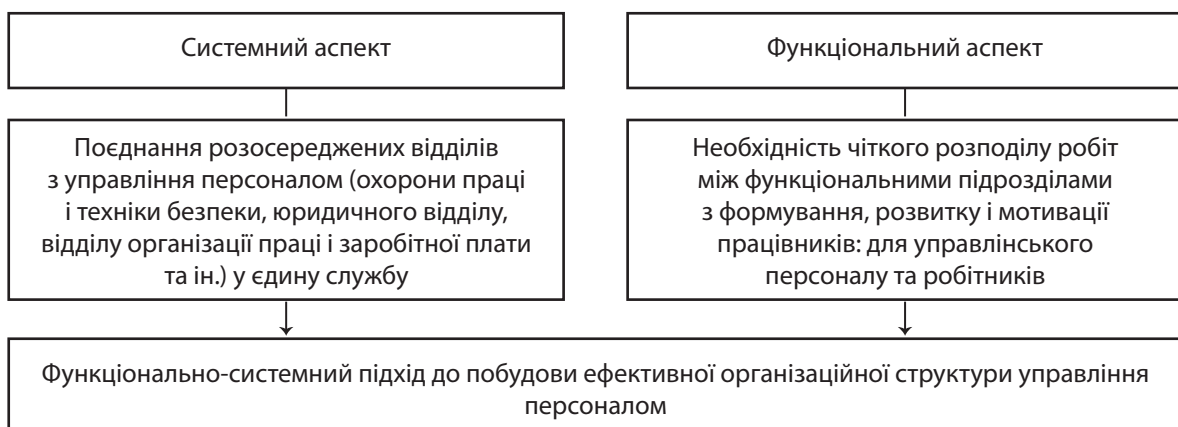 Системний аспект
Функціональний аспект
Поєднання розосереджених відділів
з управління персоналом (охорони праці
і техніки безпеки, юридичного відділу,
відділу організації праці і заробітної плати
та ін.) у єдину службу
Необхідність чіткого розподілу робіт
між функціональними підрозділами
з формування, розвитку і мотивації
працівників: для управлінського
персоналу та робітників
Функціонально-системний підхід до побудови ефективної організаційної структури управління
персоналом